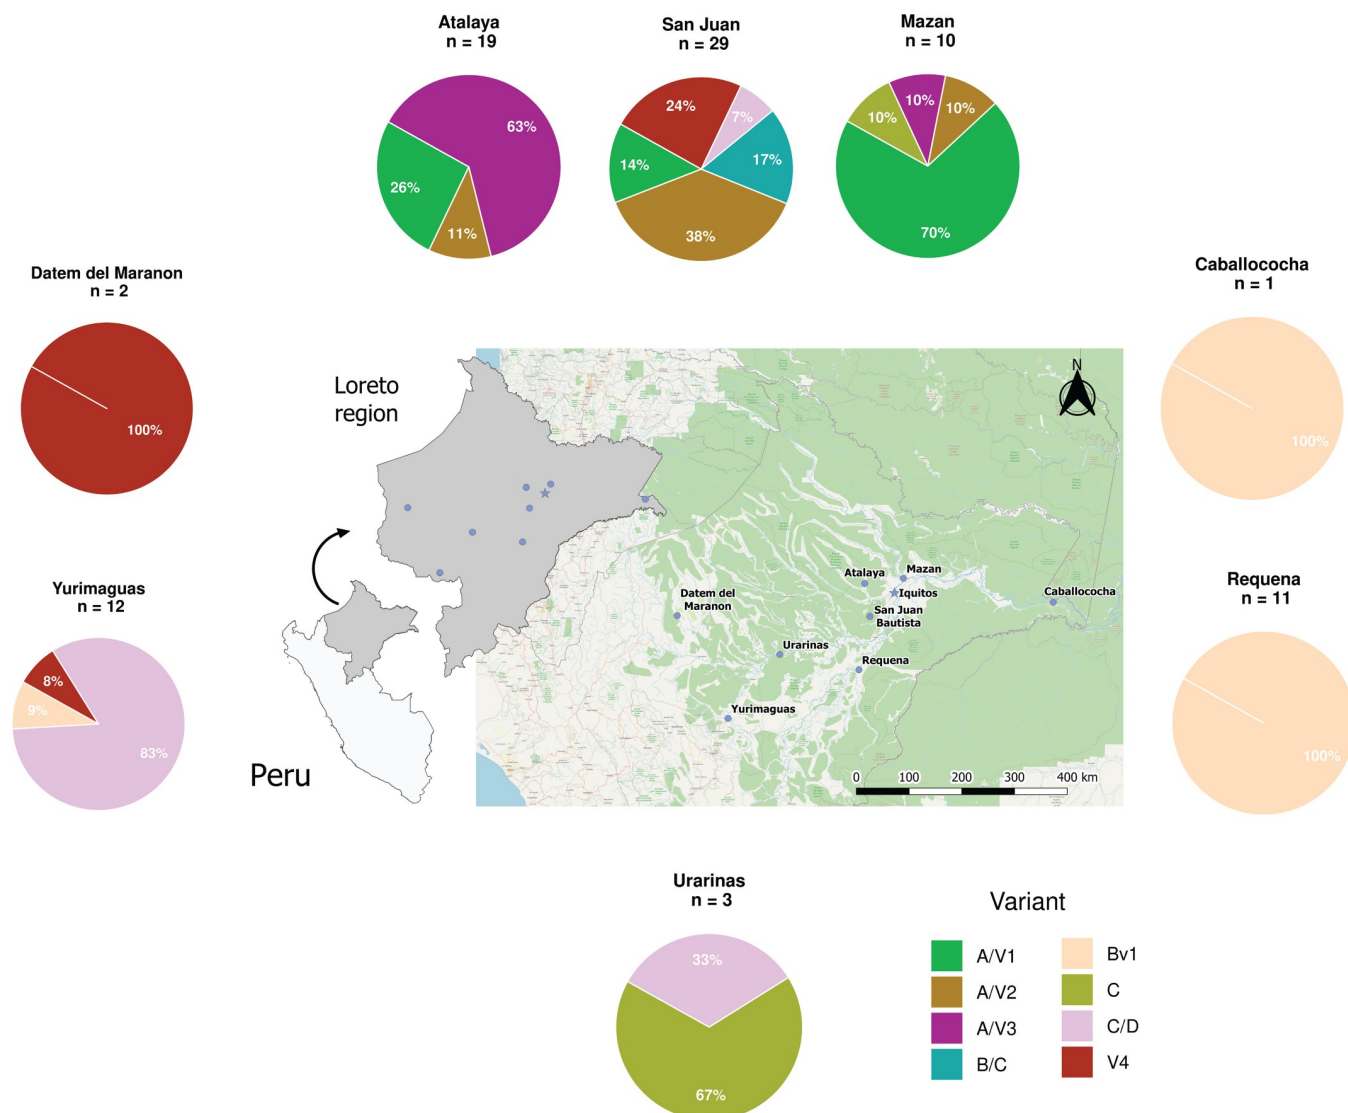 Atalaya
n = 19
San Juan
n = 29
Mazan
n = 10
63%
26%
11%
24%
7%
14%
17%
38%
10%
10%
10%
70%
Datem del Maranon
n = 2
100%
Caballococha
n = 1
100%
Loreto
region
N
Atalaya
Mazan
Iquitos
Datem del
Maranon
San Juan
Bautista
Caballococha
Urarinas
Requena
Yurimaguas
0 100 200 300 400 km
Peru
Yurimaguas
n = 12
8%
9%
83%
Requena
n = 11
100%
Urarinas
n = 3
33%
67%
Variant
A/V1
Bv1
A/V2
C
A/V3
C/D
B/C
V4